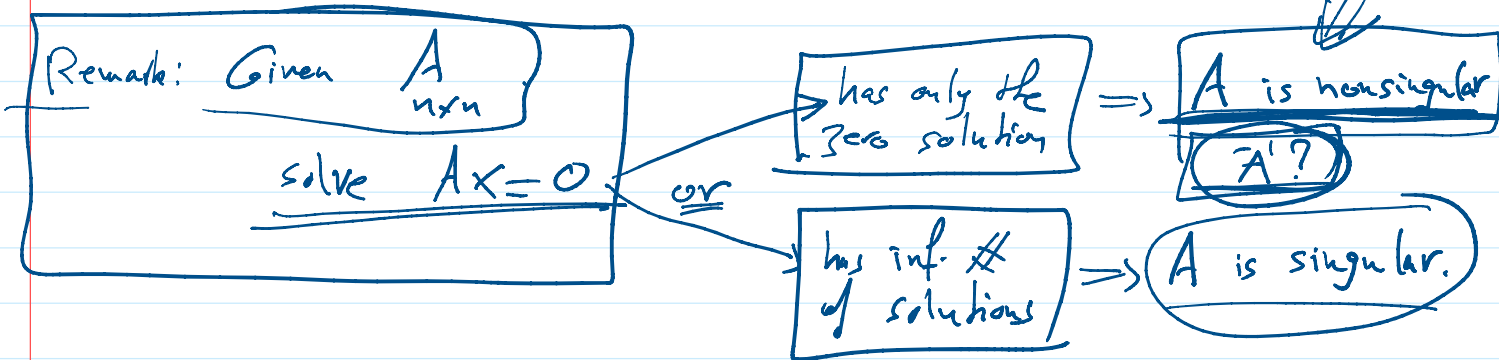 Remark: Given A
n×n
solve Ax=0
or
has only the
zero solution
=> A is nonsingular
A⁻¹?
has inf. #
of solutions
=> A is singular.